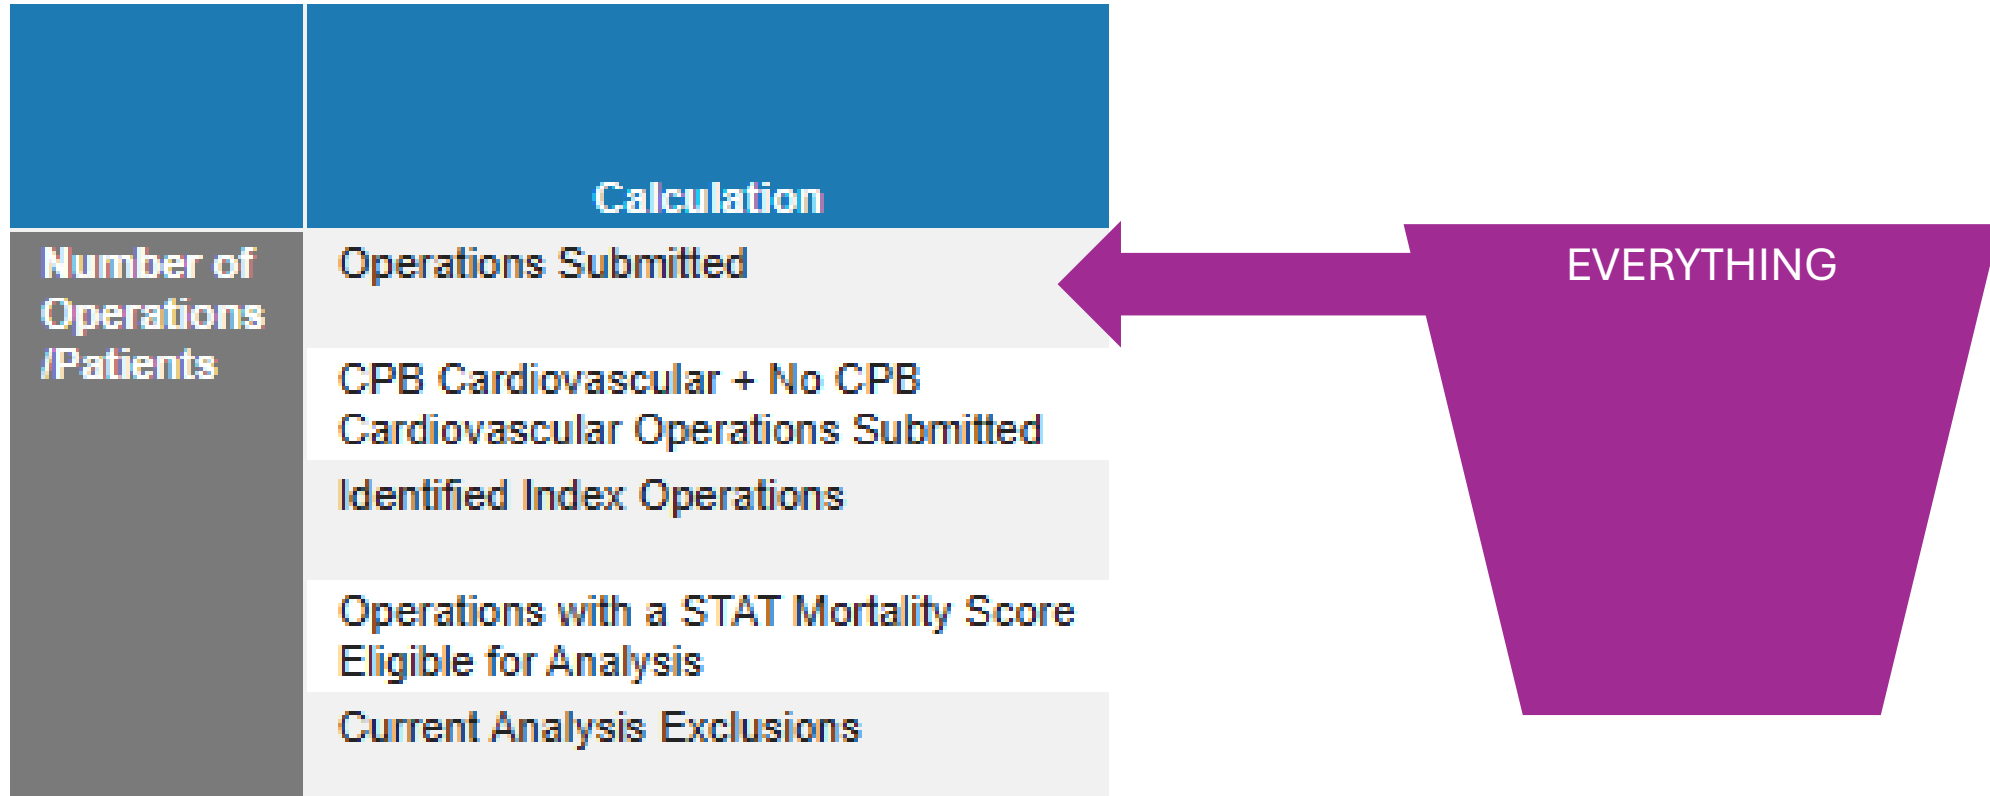 Calculation
Number of
Operations
/Patients
Operations Submitted
CPB Cardiovascular + No CPB
Cardiovascular Operations Submitted
Identified Index Operations
Operations with a STAT Mortality Score
Eligible for Analysis
Current Analysis Exclusions
EVERYTHING